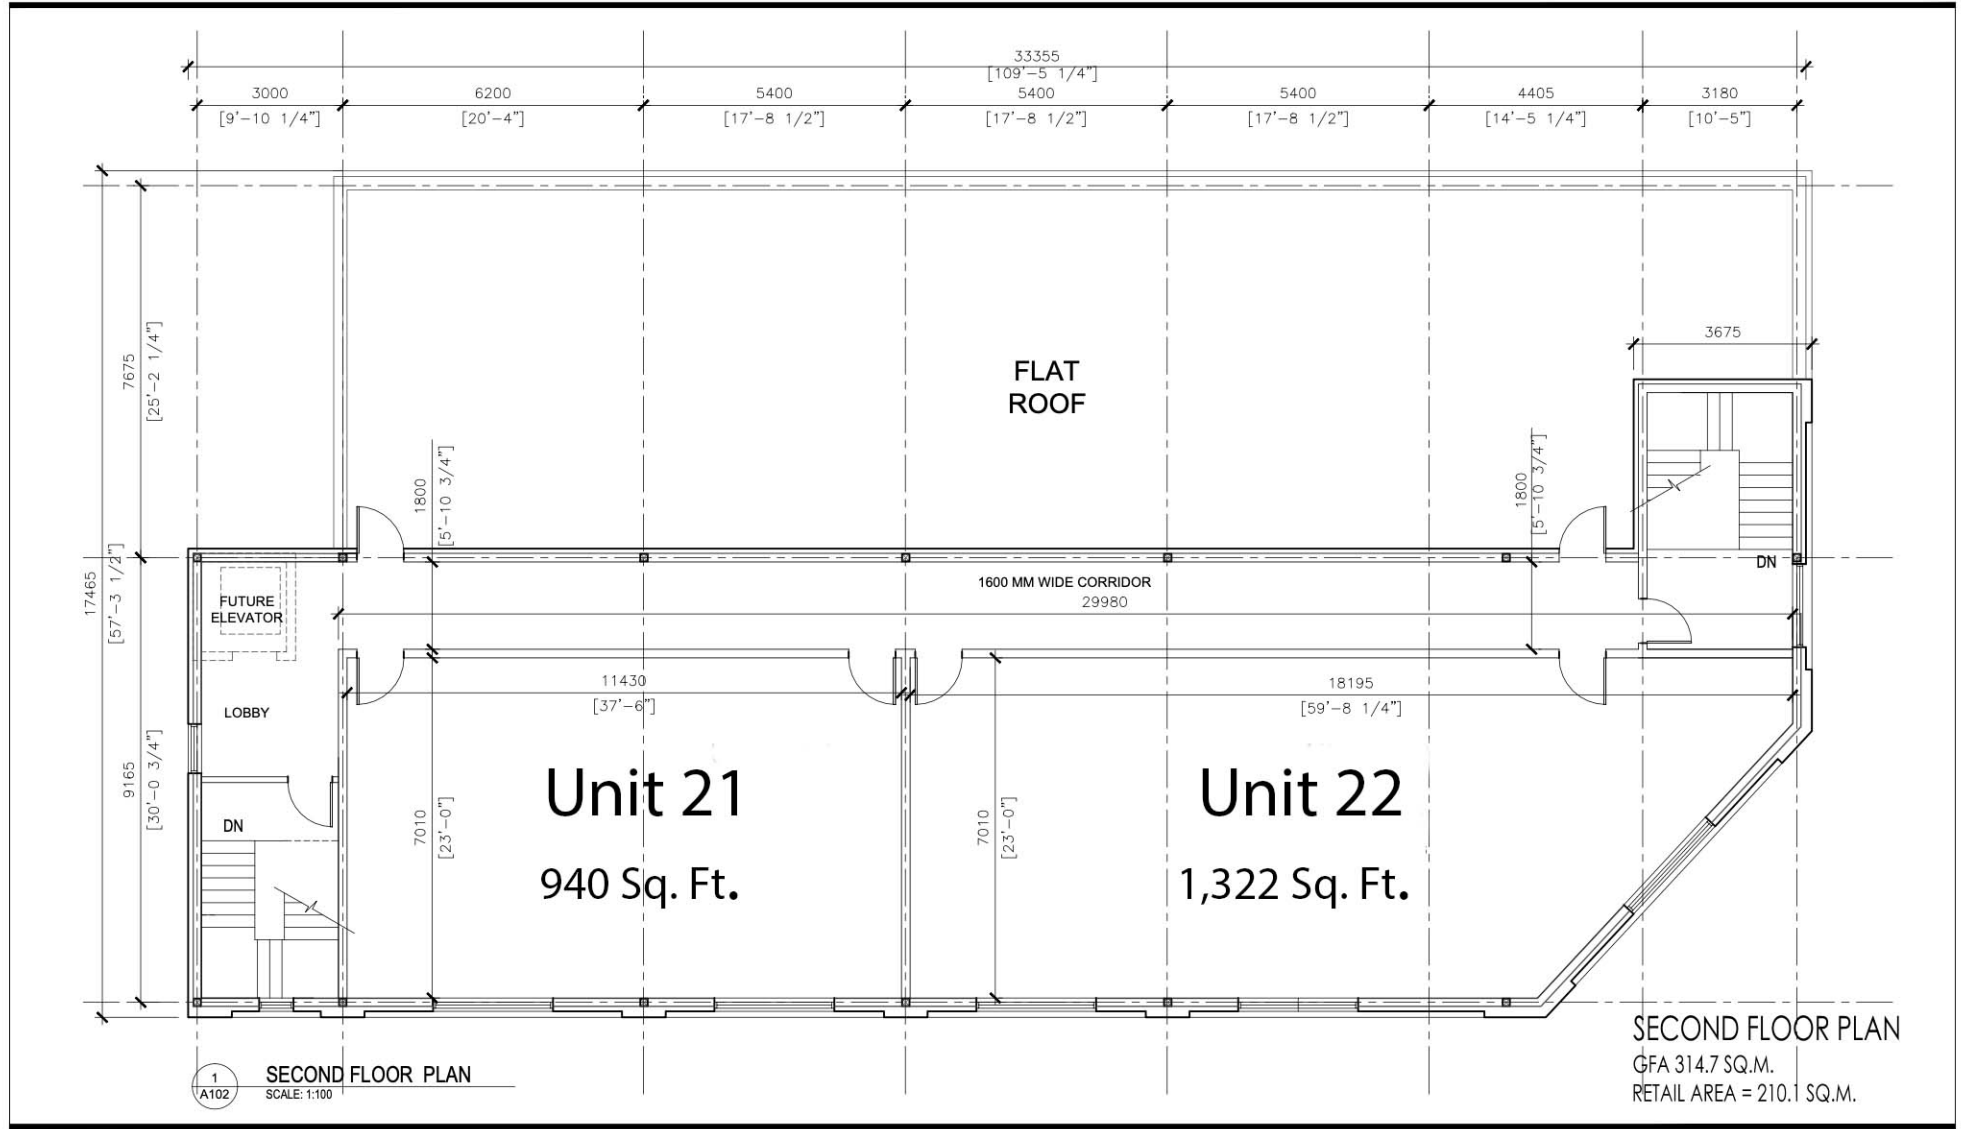 33355
[109'-5 1/4"]
3000
6200
5400
5400
5400
4405
3180
[9'-10 1/4"]
[20'-4"]
[17'-8 1/2"]
[17'-8 1/2"]
[17'-8 1/2"]
[14'-5 1/4"]
[10'-5"]
7675
[25'-2 1/4"]
3675
FLAT
ROOF
1800
[5'-10 3/4"]
1800
[5'-10 3/4"]
17465
[57'-3 1/2"]
FUTURE
ELEVATOR
1600 MM WIDE CORRIDOR
29980
DN
11430
[37'-6"]
18195
[59'-8 1/4"]
LOBBY
9165
[30'-0 3/4"]
DN
7010
[23'-0"]
Unit 21
940 Sq. Ft.
7010
[23'-0"]
Unit 22
1,322 Sq. Ft.
1
A102
SECOND FLOOR PLAN
SCALE: 1:100
SECOND FLOOR PLAN
GFA 314.7 SQ.M.
RETAIL AREA = 210.1 SQ.M.